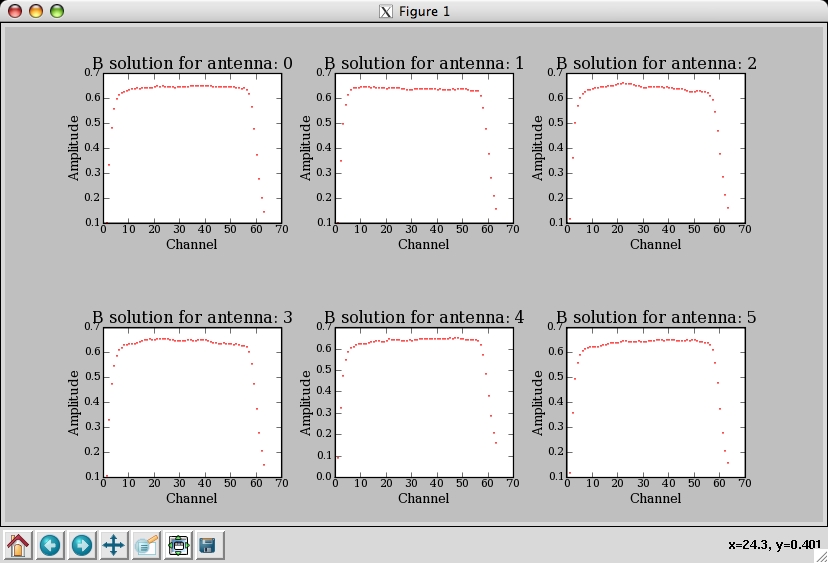 X Figure 1
B solution for antenna: 0 B solution for antenna: 1 B solution for antenna: 2
0.7 0.7 0.7
0.6 0.6 0.6
0.5 0.5 0.5
Amplitude 0.4 Amplitude 0.4 Amplitude 0.4
0.3 0.3 0.3
0.2 0.2 0.2
0.1 0.1 0.1
0 10 20 30 40 50 60 70 0 10 20 30 40 50 60 70 0 10 20 30 40 50 60 70
Channel Channel Channel
B solution for antenna: 3 B solution for antenna: 4 B solution for antenna: 5
0.7 0.7 0.7
0.6 0.6 0.6
0.5 0.5 0.5
Amplitude 0.4 Amplitude 0.4 Amplitude 0.4
0.3 0.3 0.3
0.2 0.2 0.2
0.1 0.1 0.1
0.0
0 10 20 30 40 50 60 70 0 10 20 30 40 50 60 70 0 10 20 30 40 50 60 70
Channel Channel Channel
x=24.3, y=0.401